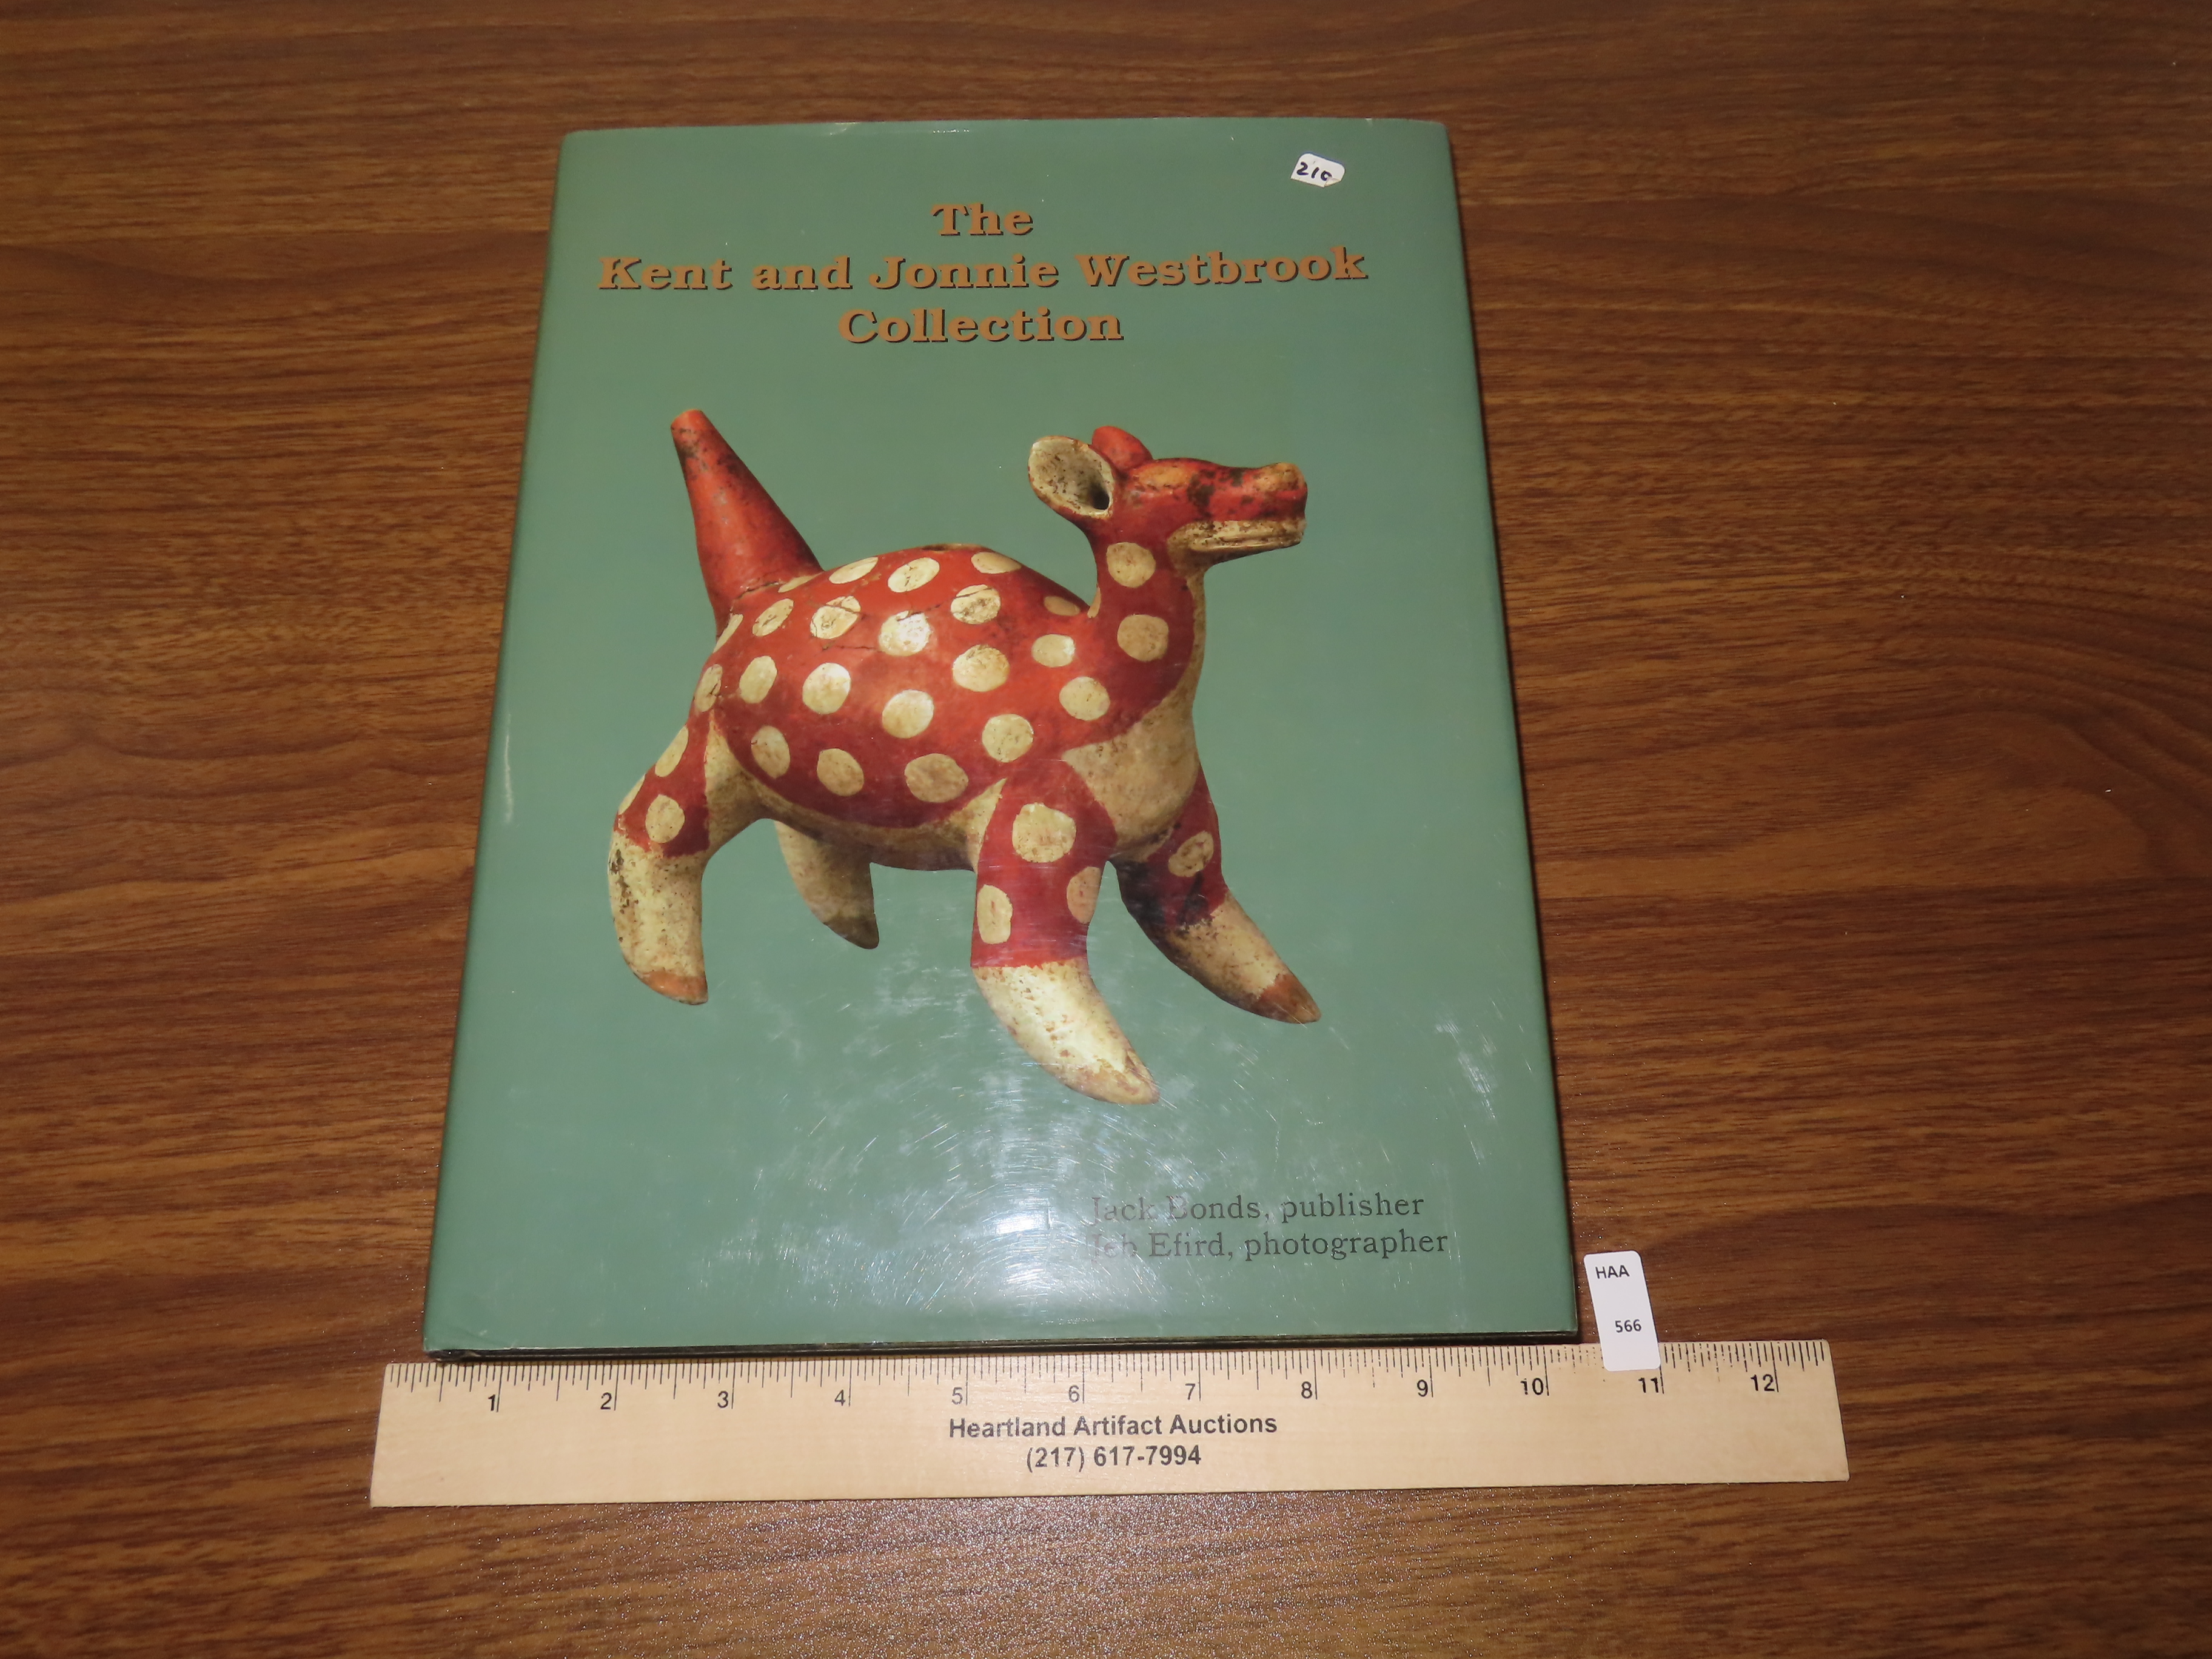 210
The
Kent and Jonnie Westbrook
Collection
Jack Bonds, publisher
Jeb Efird, photographer
HAA
566
1 2 3 4 5 6 7 8 9 10 11 12
Heartland Artifact Auctions
(217) 617-7994